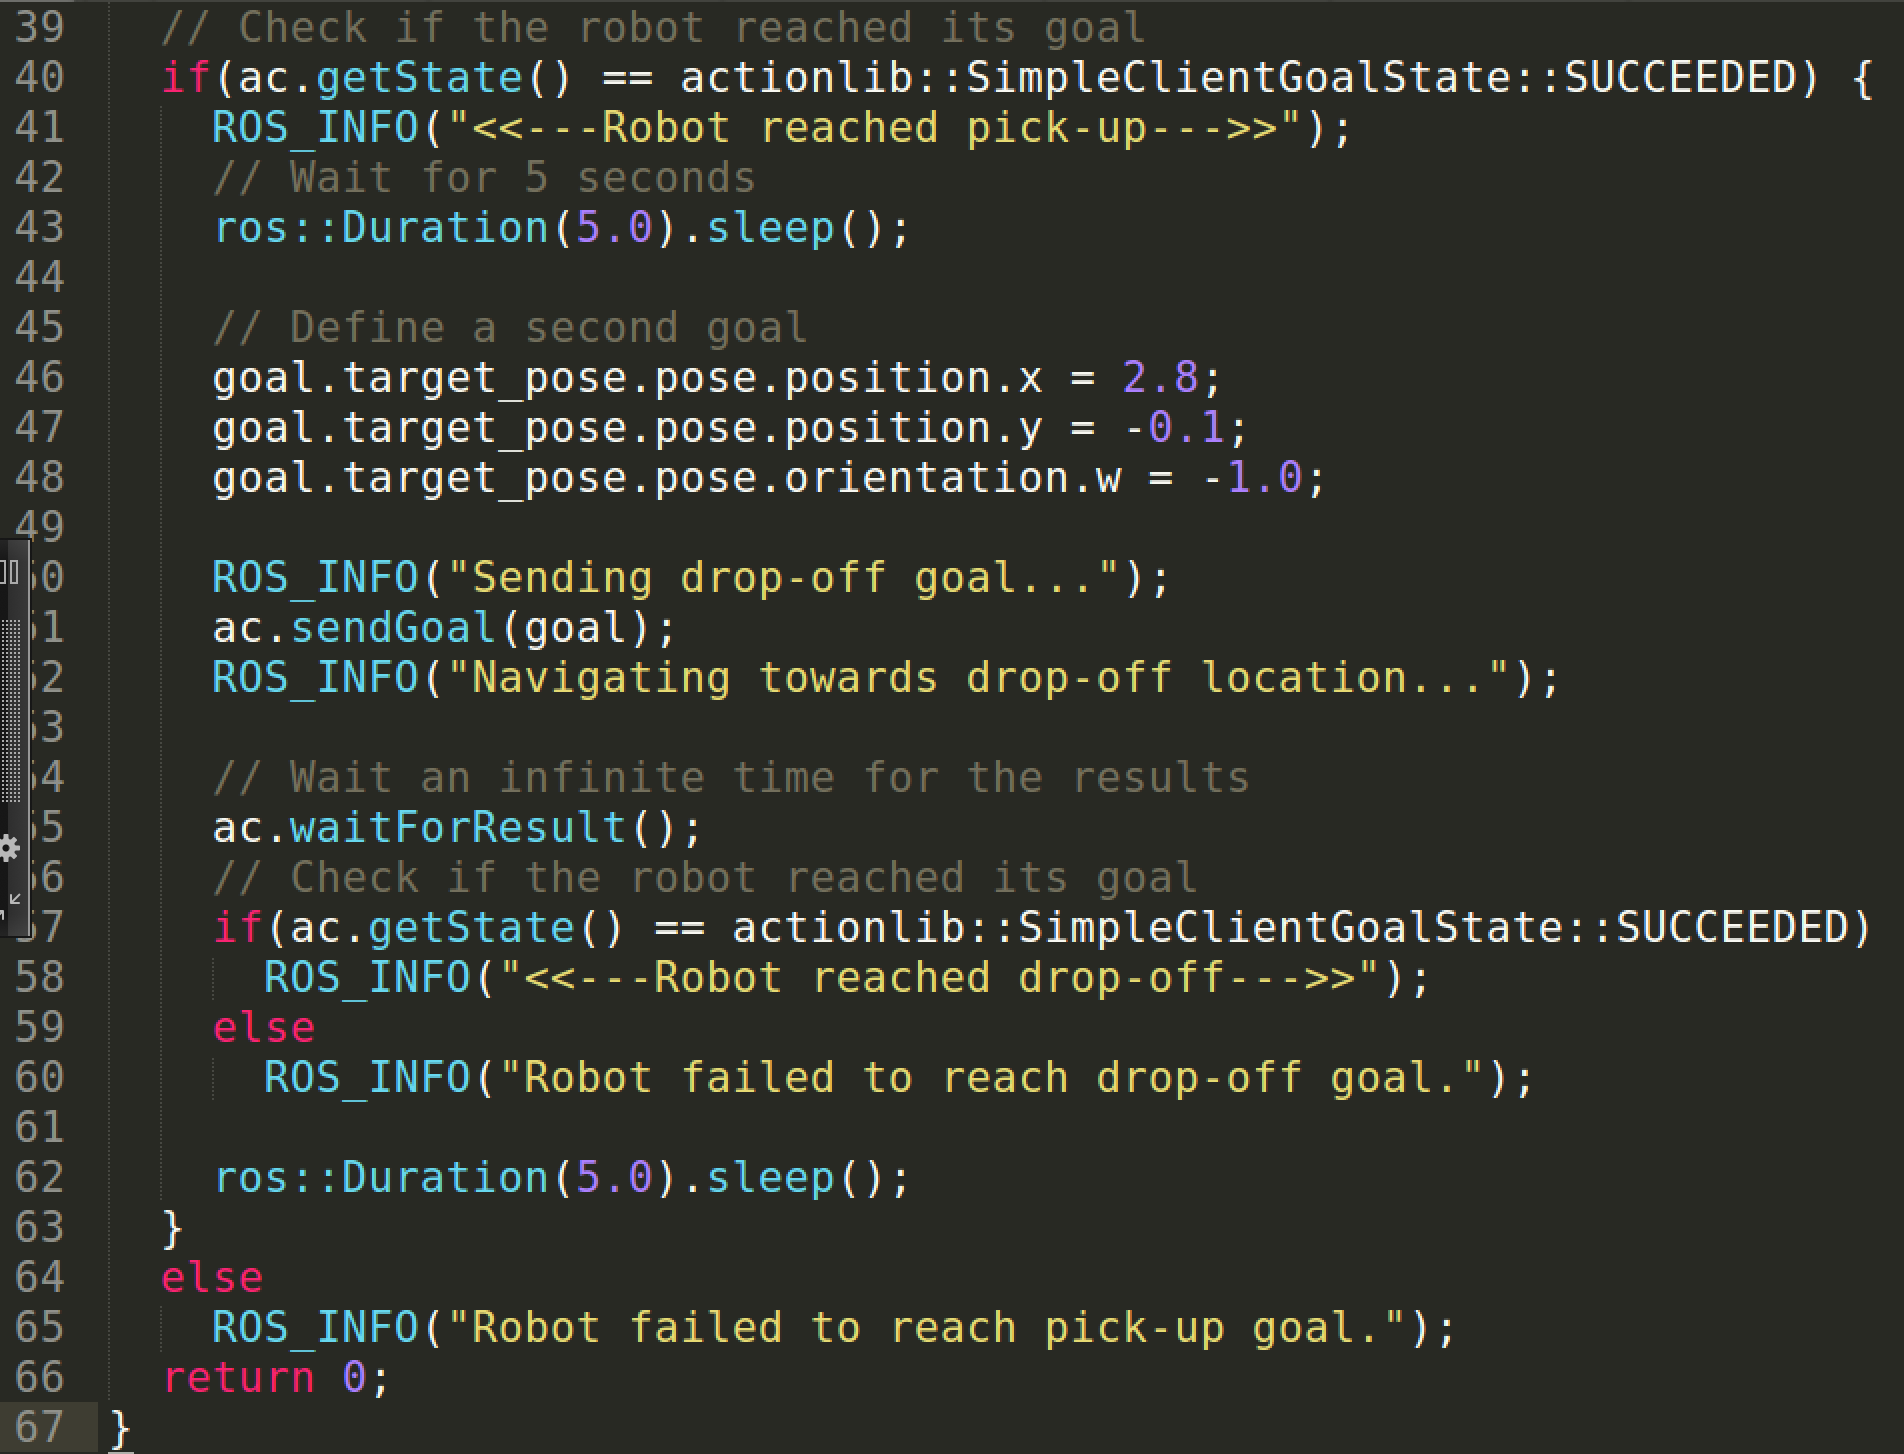 39 // Check if the robot reached its goal
40 if(ac.getState() == actionlib::SimpleClientGoalState::SUCCEEDED) {
41 ROS_INFO("<<---Robot reached pick-up--->>");
42 // Wait for 5 seconds
43 ros::Duration(5.0).sleep();
44
45 // Define a second goal
46 goal.target_pose.pose.position.x = 2.8;
47 goal.target_pose.pose.position.y = -0.1;
48 goal.target_pose.pose.orientation.w = -1.0;
49
50 ROS_INFO("Sending drop-off goal...");
51 ac.sendGoal(goal);
52 ROS_INFO("Navigating towards drop-off location...");
53
54 // Wait an infinite time for the results
55 ac.waitForResult();
56 // Check if the robot reached its goal
57 if(ac.getState() == actionlib::SimpleClientGoalState::SUCCEEDED)
58 ROS_INFO("<<---Robot reached drop-off--->>");
59 else
60 ROS_INFO("Robot failed to reach drop-off goal.");
61
62 ros::Duration(5.0).sleep();
63 }
64 else
65 ROS_INFO("Robot failed to reach pick-up goal.");
66 return 0;
67 }